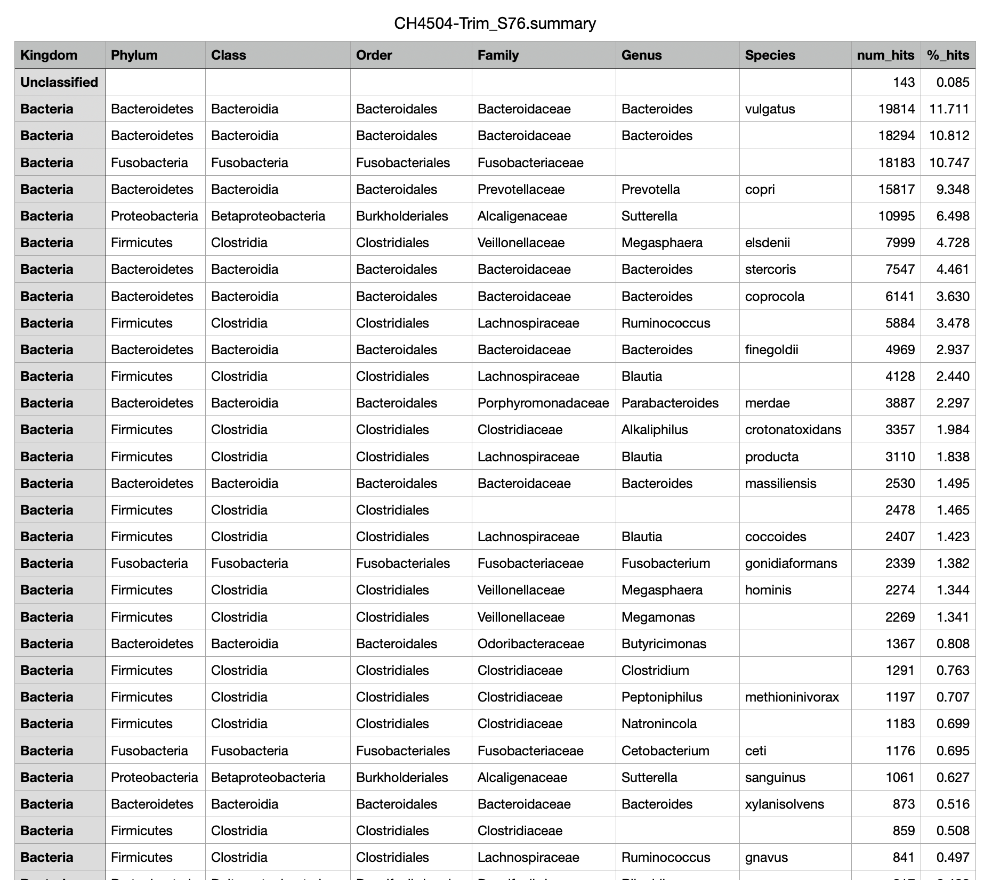 CH4504-Trim_S76.summary
Kingdom Phylum Class Order Family Genus Species num_hits %_hits
Unclassified 143 0.085
Bacteria Bacteroidetes Bacteroidia Bacteroidales Bacteroidaceae Bacteroides vulgatus 19814 11.711
Bacteria Bacteroidetes Bacteroidia Bacteroidales Bacteroidaceae Bacteroides 18294 10.812
Bacteria Fusobacteria Fusobacteria Fusobacteriales Fusobacteriaceae 18183 10.747
Bacteria Bacteroidetes Bacteroidia Bacteroidales Prevotellaceae Prevotella copri 15817 9.348
Bacteria Proteobacteria Betaproteobacteria Burkholderiales Alcaligenaceae Sutterella 10995 6.498
Bacteria Firmicutes Clostridia Clostridiales Veillonellaceae Megasphaera elsdenii 7999 4.728
Bacteria Bacteroidetes Bacteroidia Bacteroidales Bacteroidaceae Bacteroides stercoris 7547 4.461
Bacteria Bacteroidetes Bacteroidia Bacteroidales Bacteroidaceae Bacteroides coprocola 6141 3.630
Bacteria Firmicutes Clostridia Clostridiales Lachnospiraceae Ruminococcus 5884 3.478
Bacteria Bacteroidetes Bacteroidia Bacteroidales Bacteroidaceae Bacteroides finegoldii 4969 2.937
Bacteria Firmicutes Clostridia Clostridiales Lachnospiraceae Blautia 4128 2.440
Bacteria Bacteroidetes Bacteroidia Bacteroidales Porphyromonadaceae Parabacteroides merdae 3887 2.297
Bacteria Firmicutes Clostridia Clostridiales Clostridiaceae Alkaliphilus crotonatoxidans 3357 1.984
Bacteria Firmicutes Clostridia Clostridiales Lachnospiraceae Blautia producta 3110 1.838
Bacteria Bacteroidetes Bacteroidia Bacteroidales Bacteroidaceae Bacteroides massiliensis 2530 1.495
Bacteria Firmicutes Clostridia Clostridiales 2478 1.465
Bacteria Firmicutes Clostridia Clostridiales Lachnospiraceae Blautia coccoides 2407 1.423
Bacteria Fusobacteria Fusobacteria Fusobacteriales Fusobacteriaceae Fusobacterium gonidiaformans 2339 1.382
Bacteria Firmicutes Clostridia Clostridiales Veillonellaceae Megasphaera hominis 2274 1.344
Bacteria Firmicutes Clostridia Clostridiales Veillonellaceae Megamonas 2269 1.341
Bacteria Bacteroidetes Bacteroidia Bacteroidales Odoribacteraceae Butyricimonas 1367 0.808
Bacteria Firmicutes Clostridia Clostridiales Clostridiaceae Clostridium 1291 0.763
Bacteria Firmicutes Clostridia Clostridiales Clostridiaceae Peptoniphilus methioninivorax 1197 0.707
Bacteria Firmicutes Clostridia Clostridiales Clostridiaceae Natronincola 1183 0.699
Bacteria Fusobacteria Fusobacteria Fusobacteriales Fusobacteriaceae Cetobacterium ceti 1176 0.695
Bacteria Proteobacteria Betaproteobacteria Burkholderiales Alcaligenaceae Sutterella sanguinus 1061 0.627
Bacteria Bacteroidetes Bacteroidia Bacteroidales Bacteroidaceae Bacteroides xylanisolvens 873 0.516
Bacteria Firmicutes Clostridia Clostridiales Clostridiaceae 859 0.508
Bacteria Firmicutes Clostridia Clostridiales Lachnospiraceae Ruminococcus gnavus 841 0.497